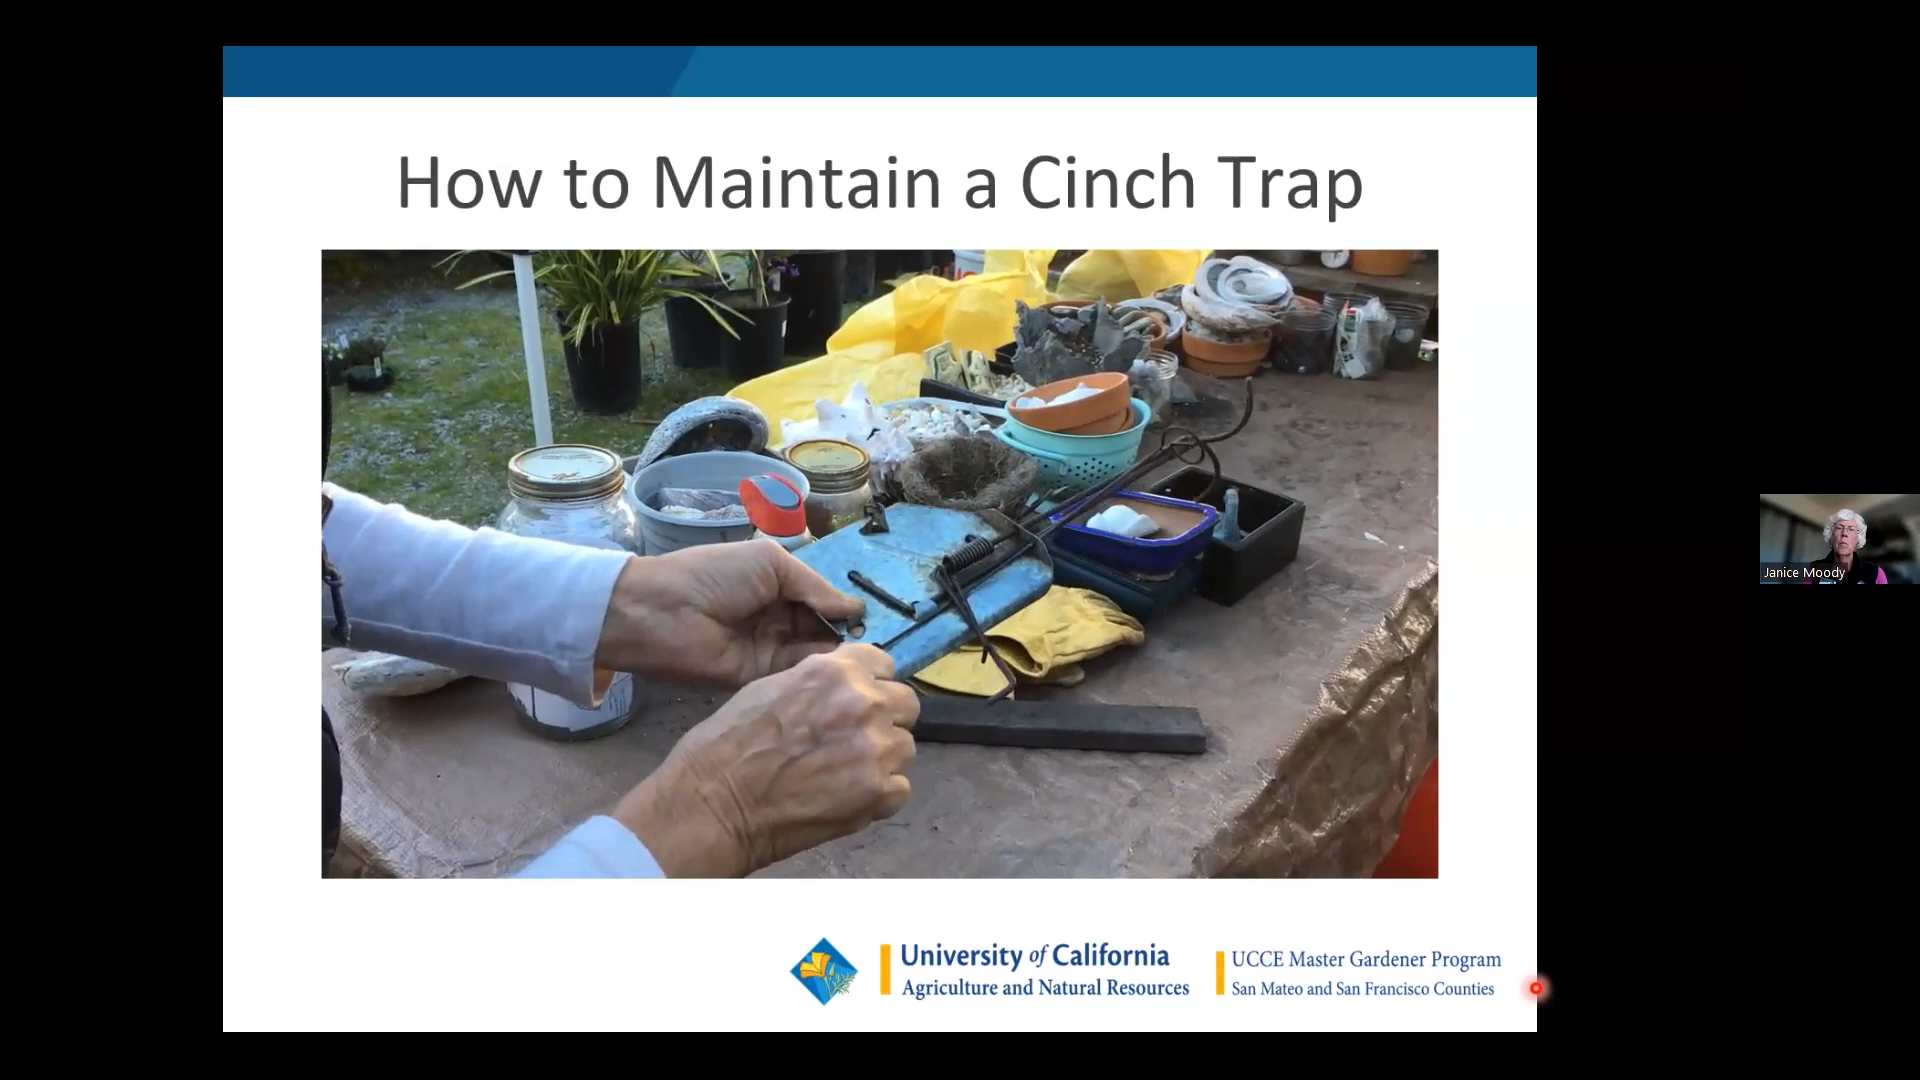 How to Maintain a Cinch Trap
University of California
Agriculture and Natural Resources
UCCE Master Gardener Program
San Mateo and San Francisco Counties
Janice Moody